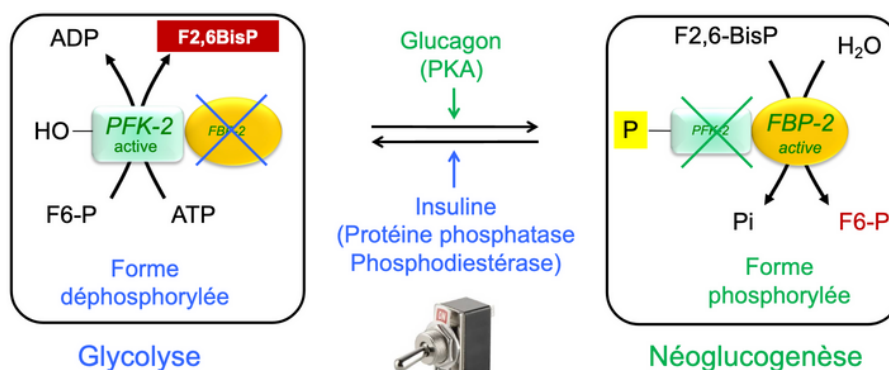 ADP
F2,6BisP
HO
PFK-2
active
FBP-2
F6-P
ATP
Forme
déphosphorylée
Glycolyse
Glucagon
(PKA)
Insuline
(Protéine phosphatase
Phosphodiestérase)
ON
F2,6-BisP
H₂O
P
PFK-2
FBP-2
active
Pi
F6-P
Forme
phosphorylée
Néoglucogenèse